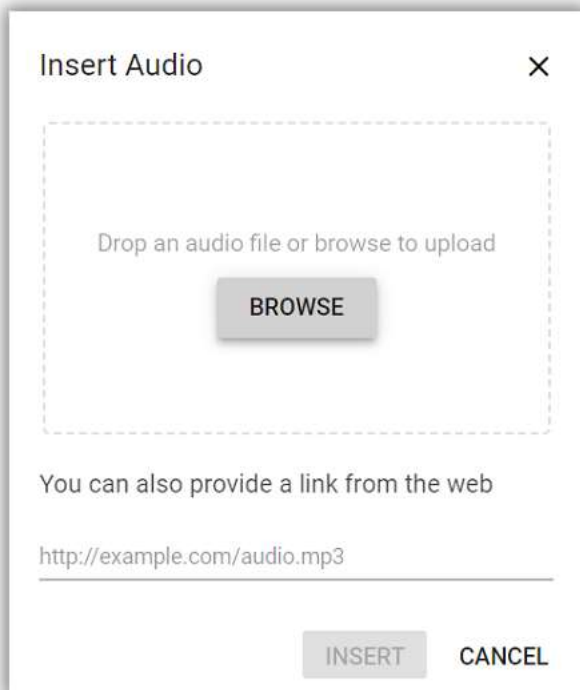 Insert Audio
Drop an audio file or browse to upload
BROWSE
You can also provide a link from the web
http://example.com/audio.mp3
INSERT CANCEL